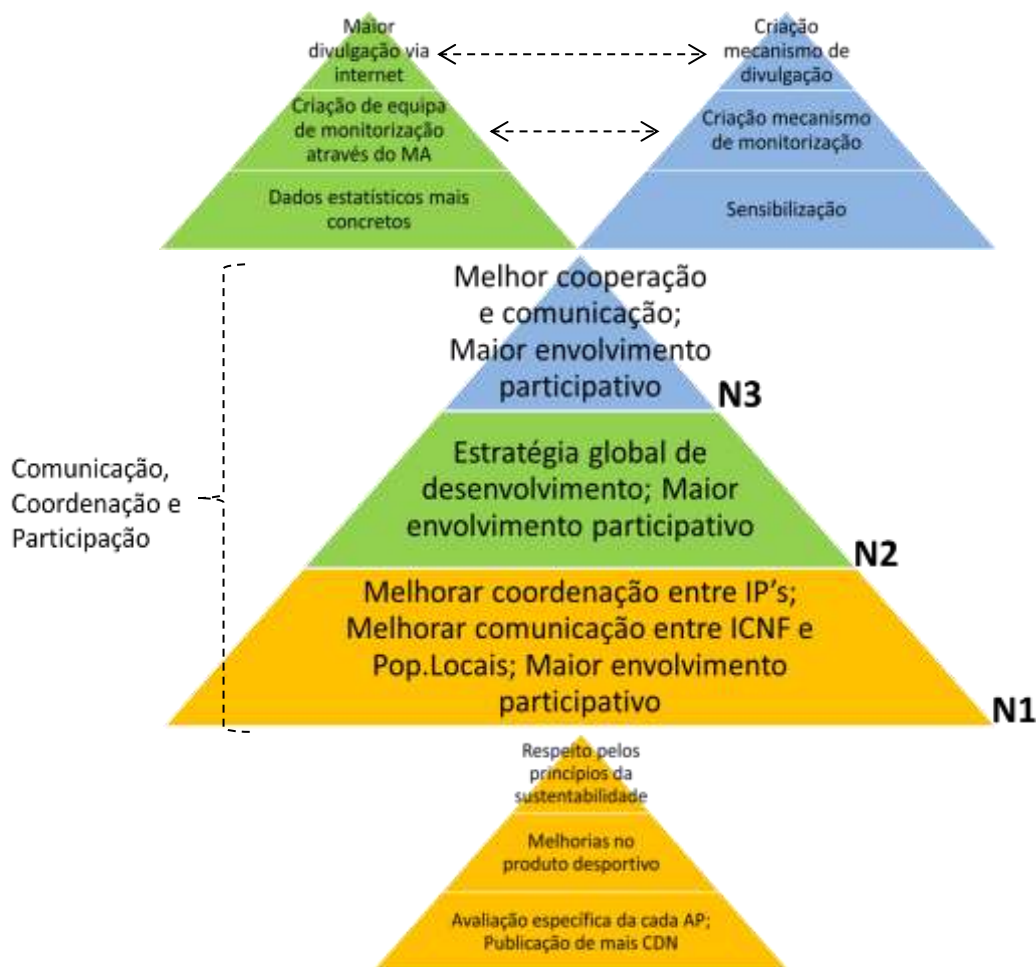 Maior
divulgação via
internet
Criação de equipa
de monitorização
através do MA
Dados estatísticos mais
concretos
Criação
mecanismo de
divulgação
Criação mecanismo
de monitorização
Sensibilização
Melhor cooperação
e comunicação;
Maior envolvimento
participativo
N3
Estratégia global de
desenvolvimento; Maior
envolvimento participativo
N2
Comunicação,
Coordenação e
Participação
Melhorar coordenação entre IP's;
Melhorar comunicação entre ICNF e
Pop.Locais; Maior envolvimento
participativo
N1
Respeito pelos
princípios da
sustentabilidade
Melhorias no
produto desportivo
Avaliação específica da cada AP;
Publicação de mais CDN